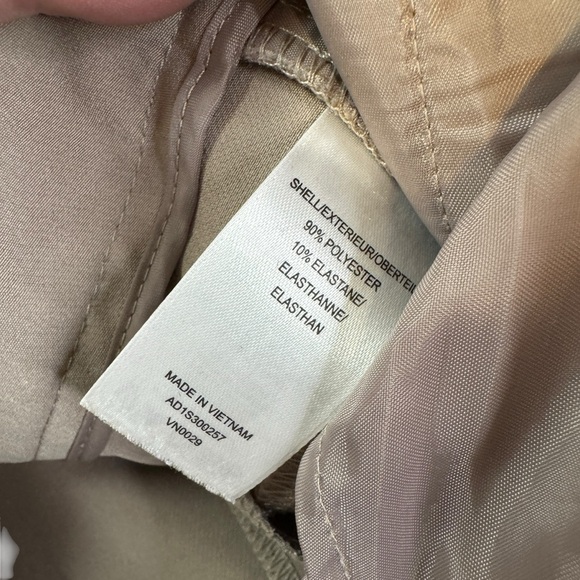 SHELL/EXTERIEUR/OBERTEIL
90% POLYESTER
10% ELASTANE/
ELASTHANNE/
ELASTHAN
MADE IN VIETNAM
AD1S300257
VN0029